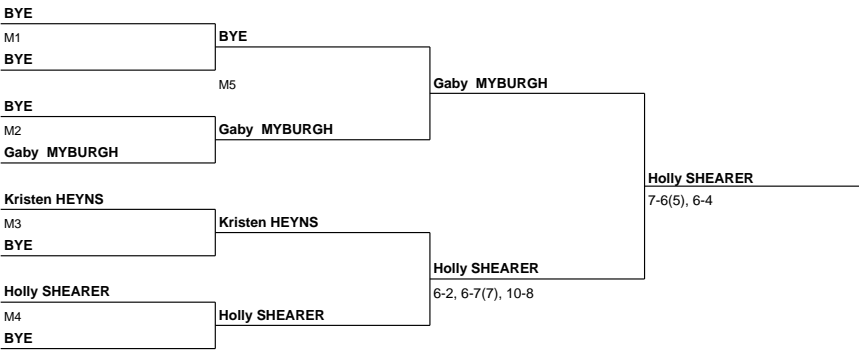 BYE
M1
BYE
BYE
M5
BYE
M2
Gaby MYBURGH
Gaby MYBURGH
Gaby MYBURGH
Kristen HEYNS
M3
BYE
Kristen HEYNS
Holly SHEARER
M4
BYE
Holly SHEARER
Holly SHEARER
6-2, 6-7(7), 10-8
Holly SHEARER
7-6(5), 6-4